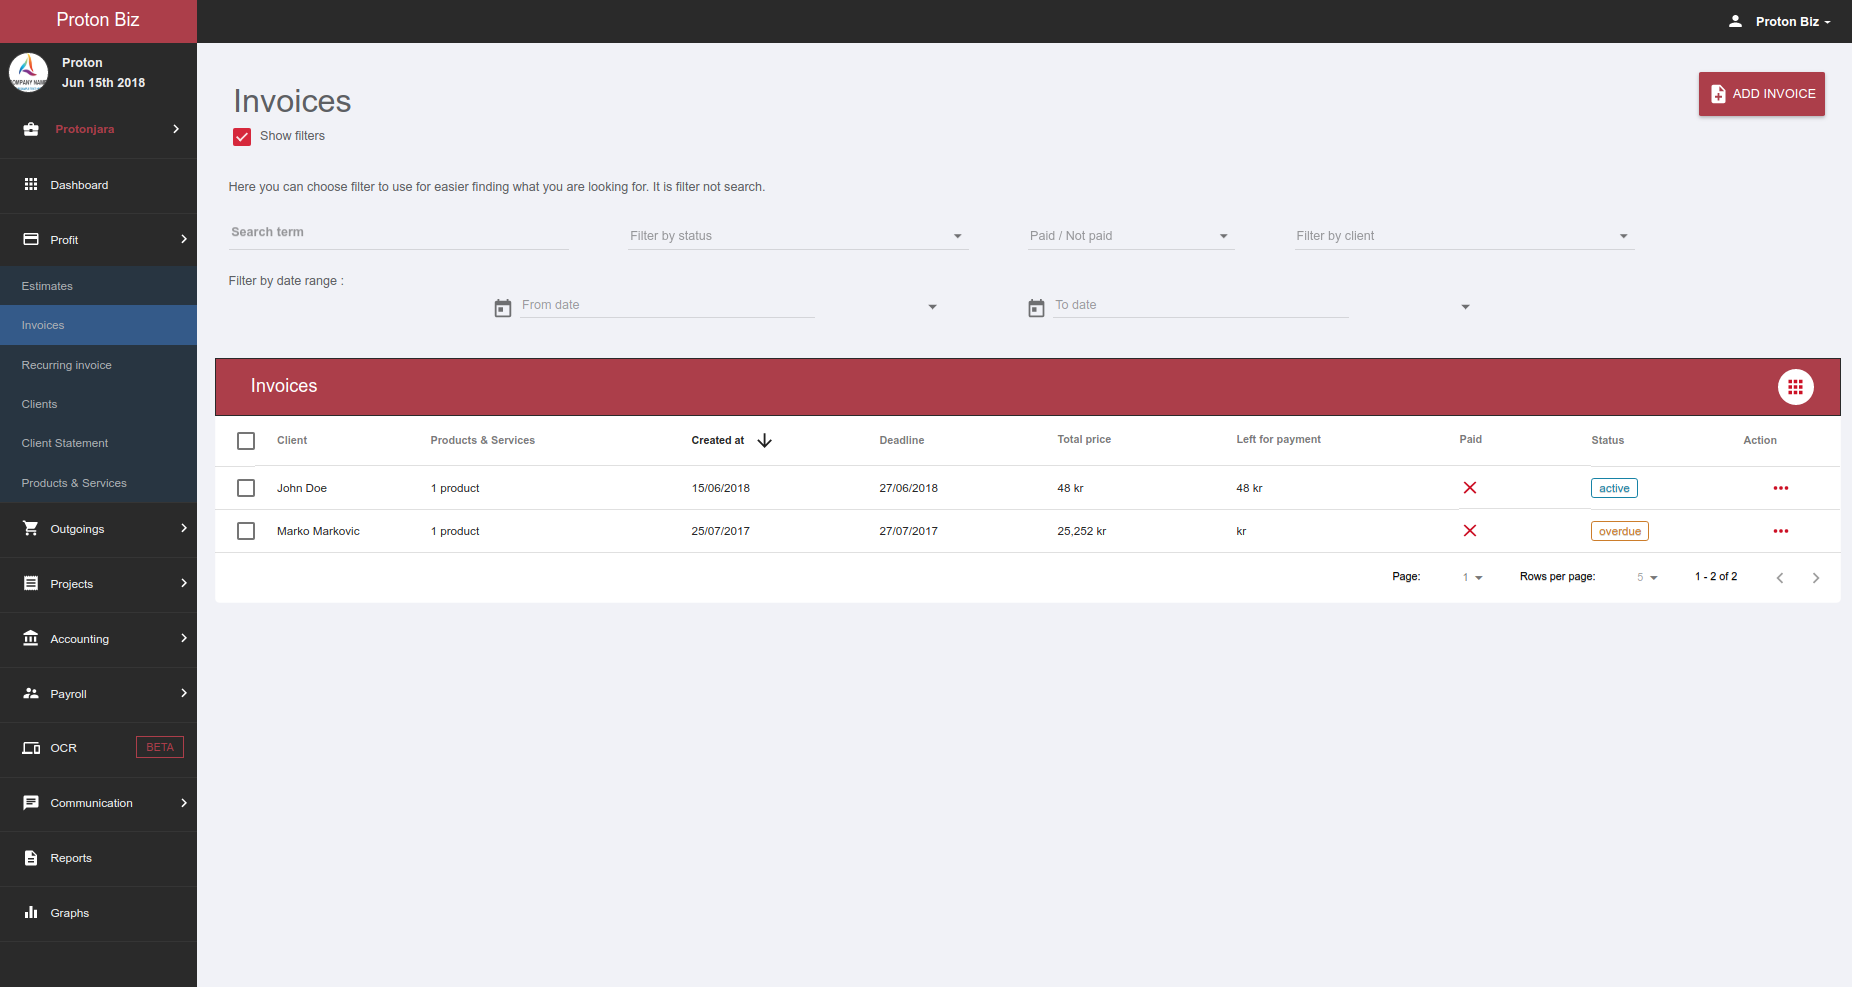 Proton Biz
Proton Biz
Proton
Jun 15th 2018
COMPANY NAME
Protonjara
Dashboard
Profit
Estimates
Invoices
Recurring invoice
Clients
Client Statement
Products & Services
Outgoings
Projects
Accounting
Payroll
OCR BETA
Communication
Reports
Graphs
Invoices
ADD INVOICE
Show filters
Here you can choose filter to use for easier finding what you are looking for. It is filter not search.
Search term Filter by status Paid / Not paid Filter by client
Filter by date range :
From date To date
Invoices
Client Products & Services Created at Deadline Total price Left for payment Paid Status Action
John Doe 1 product 15/06/2018 27/06/2018 48 kr 48 kr active
Marko Markovic 1 product 25/07/2017 27/07/2017 25,252 kr kr overdue
Page: 1 Rows per page: 5 1 - 2 of 2